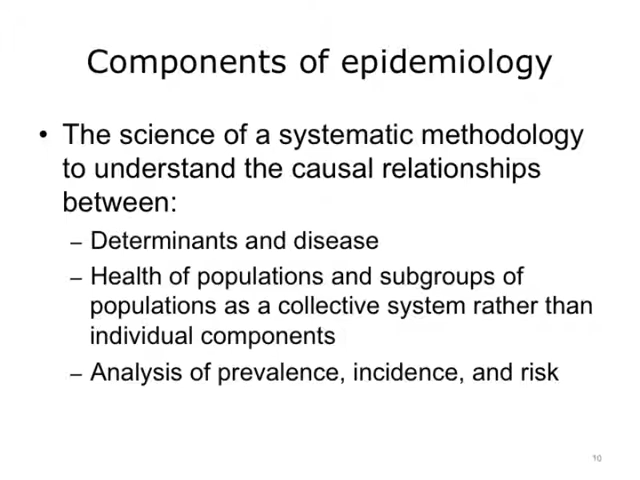 Components of epidemiology
• The science of a systematic methodology
to understand the causal relationships
between:
– Determinants and disease
– Health of populations and subgroups of
populations as a collective system rather than
individual components
– Analysis of prevalence, incidence, and risk
10